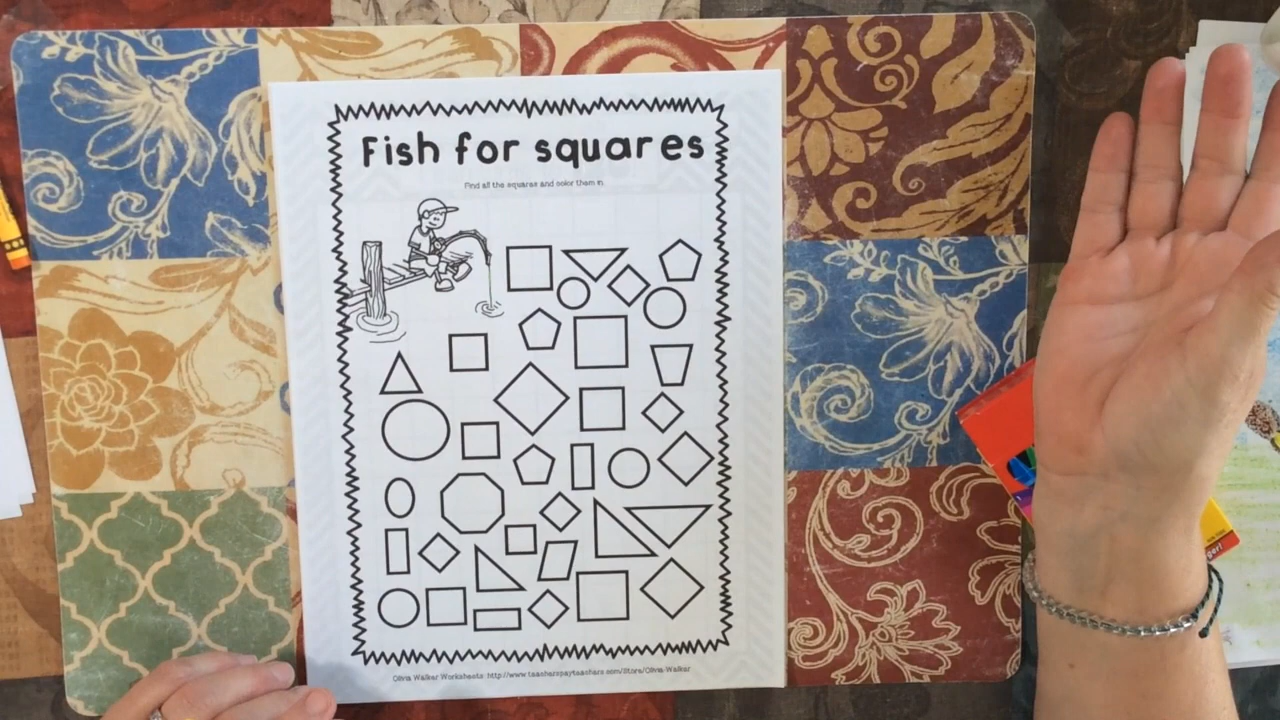 Fish for squares
Find all the squares and color them in.
Olivia Walker Worksheets: http://www.teacherspayteachers.com/Store/Olivia-Walker